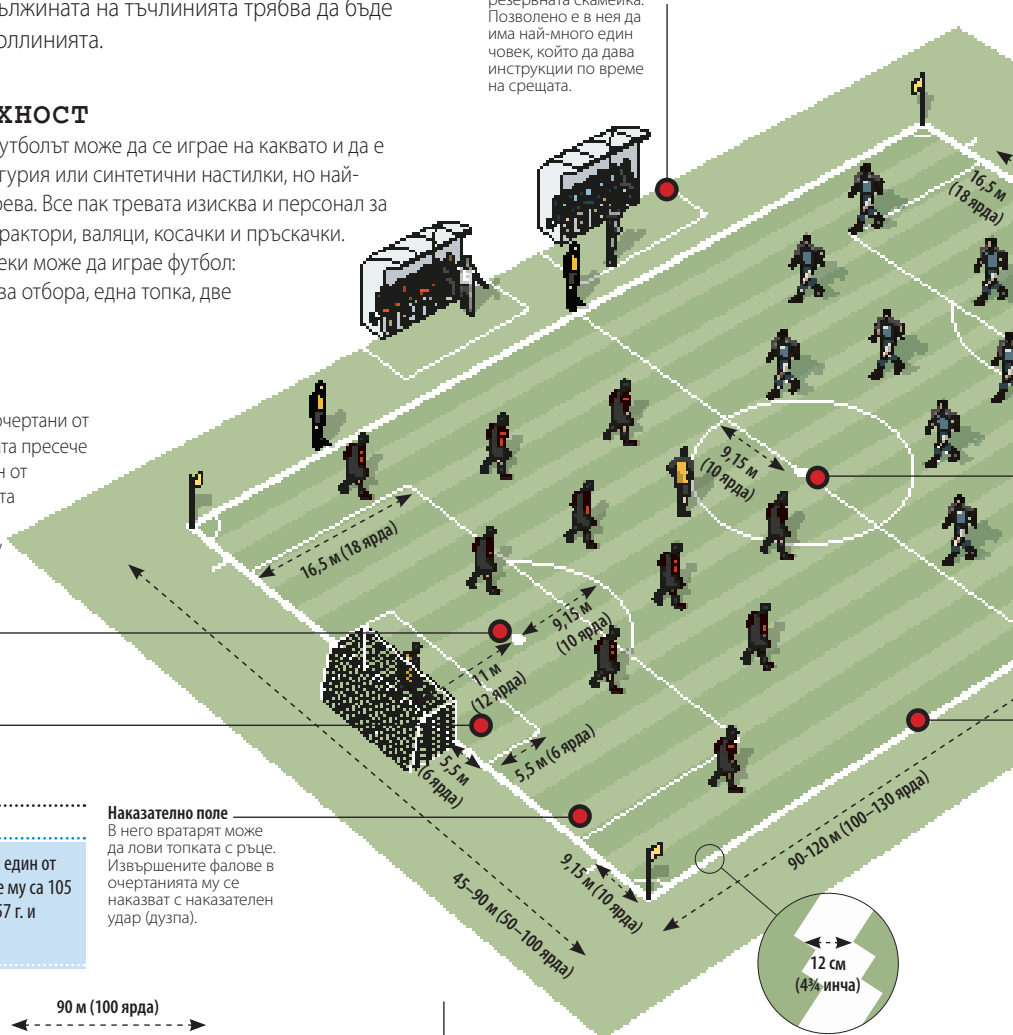 ължината на тъчлинията трябва да бъде
оллинията.
резервната скамейка.
Позволено е в нея да
има най-много един
човек, който да дава
инструкции по време
на срещата.
ХНОСТ
утболът може да се играе на каквато и да е
гурия или синтетични настилки, но най-
рева. Все пак тревата изисква и персонал за
рактори, валяци, косачки и пръскачки.
еки може да играе футбол:
ва отбора, една топка, две
очертани от
ата пресече
н от
та
16,5 м
(18 ярда)
9,15 м
(10 ярда)
16,5 м (18 ярда)
9,15 м
(10 ярда)
11 м
(12 ярда)
5,5 м
(6 ярда)
5,5 м (6 ярда)
Наказателно поле
В него вратарят може
да лови топката с ръце.
Извършените фалове в
очертанията му се
наказват с наказателен
удар (дузпа).
един от
е му са 105
57 г. и
45–90 м (50–100 ярда)
9,15 м (10 ярда)
90-120 м (100–130 ярда)
12 см
(4¾ инча)
90 м (100 ярда)